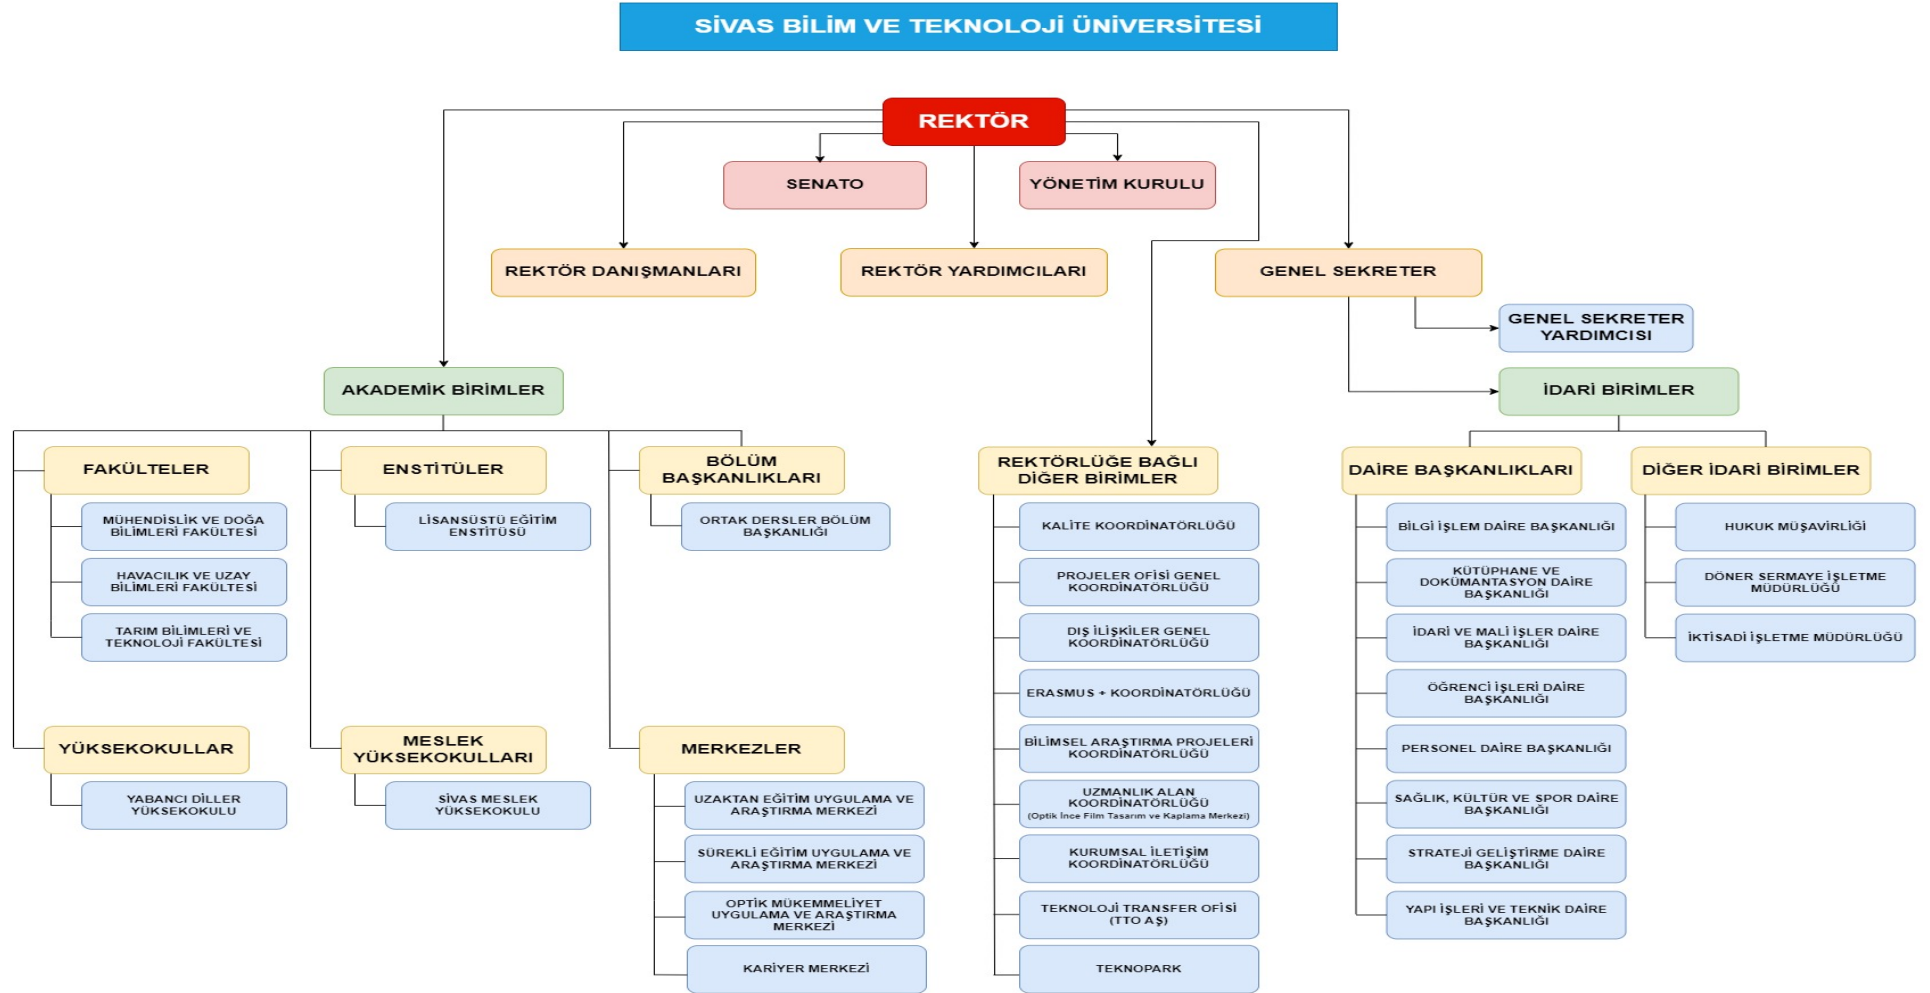 SİVAS BİLİM VE TEKNOLOJİ ÜNİVERSİTESİ
REKTÖR
SENATO
YÖNETİM KURULU
REKTÖR DANIŞMANLARI
REKTÖR YARDIMCILARI
GENEL SEKRETER
GENEL SEKRETER
YARDIMCISI
AKADEMİK BİRİMLER
İDARİ BİRİMLER
FAKÜLTELER
MÜHENDİSLİK VE DOĞA
BİLİMLERİ FAKÜLTESİ
HAVACILIK VE UZAY
BİLİMLERİ FAKÜLTESİ
TARIM BİLİMLERİ VE
TEKNOLOJİ FAKÜLTESİ
ENSTİTÜLER
LİSANSÜSTÜ EĞİTİM
ENSTİTÜSÜ
BÖLÜM
BAŞKANLIKLARI
ORTAK DERSLER BÖLÜM
BAŞKANLIĞI
YÜKSEKOKULLAR
YABANCI DİLLER
YÜKSEKOKULU
MESLEK
YÜKSEKOKULLARI
SİVAS MESLEK
YÜKSEKOKULU
MERKEZLER
UZAKTAN EĞİTİM UYGULAMA VE
ARAŞTIRMA MERKEZİ
SÜREKLİ EĞİTİM UYGULAMA VE
ARAŞTIRMA MERKEZİ
OPTİK MÜKEMMELİYET
UYGULAMA VE ARAŞTIRMA
MERKEZİ
KARİYER MERKEZİ
REKTÖRLÜĞE BAĞLI
DİĞER BİRİMLER
KALİTE KOORDİNATÖRLÜĞÜ
PROJELER OFİSİ GENEL
KOORDİNATÖRLÜĞÜ
DIŞ İLİŞKİLER GENEL
KOORDİNATÖRLÜĞÜ
ERASMUS + KOORDİNATÖRLÜĞÜ
BİLİMSEL ARAŞTIRMA PROJELERİ
KOORDİNATÖRLÜĞÜ
UZMANLIK ALAN
KOORDİNATÖRLÜĞÜ
(Optik İnce Film Tasarım ve Kaplama Merkezi)
KURUMSAL İLETİŞİM
KOORDİNATÖRLÜĞÜ
TEKNOLOJİ TRANSFER OFİSİ
(TTO AŞ)
TEKNOPARK
DAİRE BAŞKANLIKLARI
BİLGİ İŞLEM DAİRE BAŞKANLIĞI
KÜTÜPHANE VE
DOKÜMANTASYON DAİRE
BAŞKANLIĞI
İDARİ VE MALİ İŞLER DAİRE
BAŞKANLIĞI
ÖĞRENCİ İŞLERİ DAİRE
BAŞKANLIĞI
PERSONEL DAİRE BAŞKANLIĞI
SAĞLIK, KÜLTÜR VE SPOR DAİRE
BAŞKANLIĞI
STRATEJİ GELİŞTİRME DAİRE
BAŞKANLIĞI
YAPI İŞLERİ VE TEKNİK DAİRE
BAŞKANLIĞI
DİĞER İDARİ BİRİMLER
HUKUK MÜŞAVİRLİĞİ
DÖNER SERMAYE İŞLETME
MÜDÜRLÜĞÜ
İKTİSADİ İŞLETME MÜDÜRLÜĞÜ